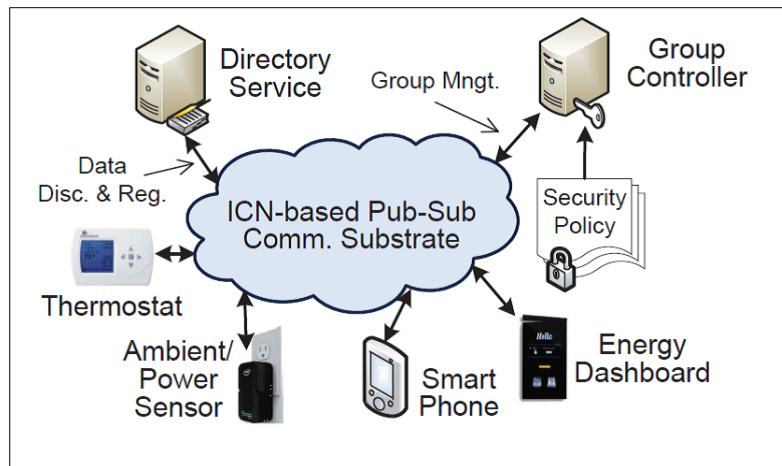 Directory
Service
Group
Controller
Group Mngt.
Data
Disc. & Reg.
ICN-based Pub-Sub
Comm. Substrate
Security
Policy
Thermostat
Ambient/
Power
Sensor
Smart
Phone
Hello
Energy
Dashboard